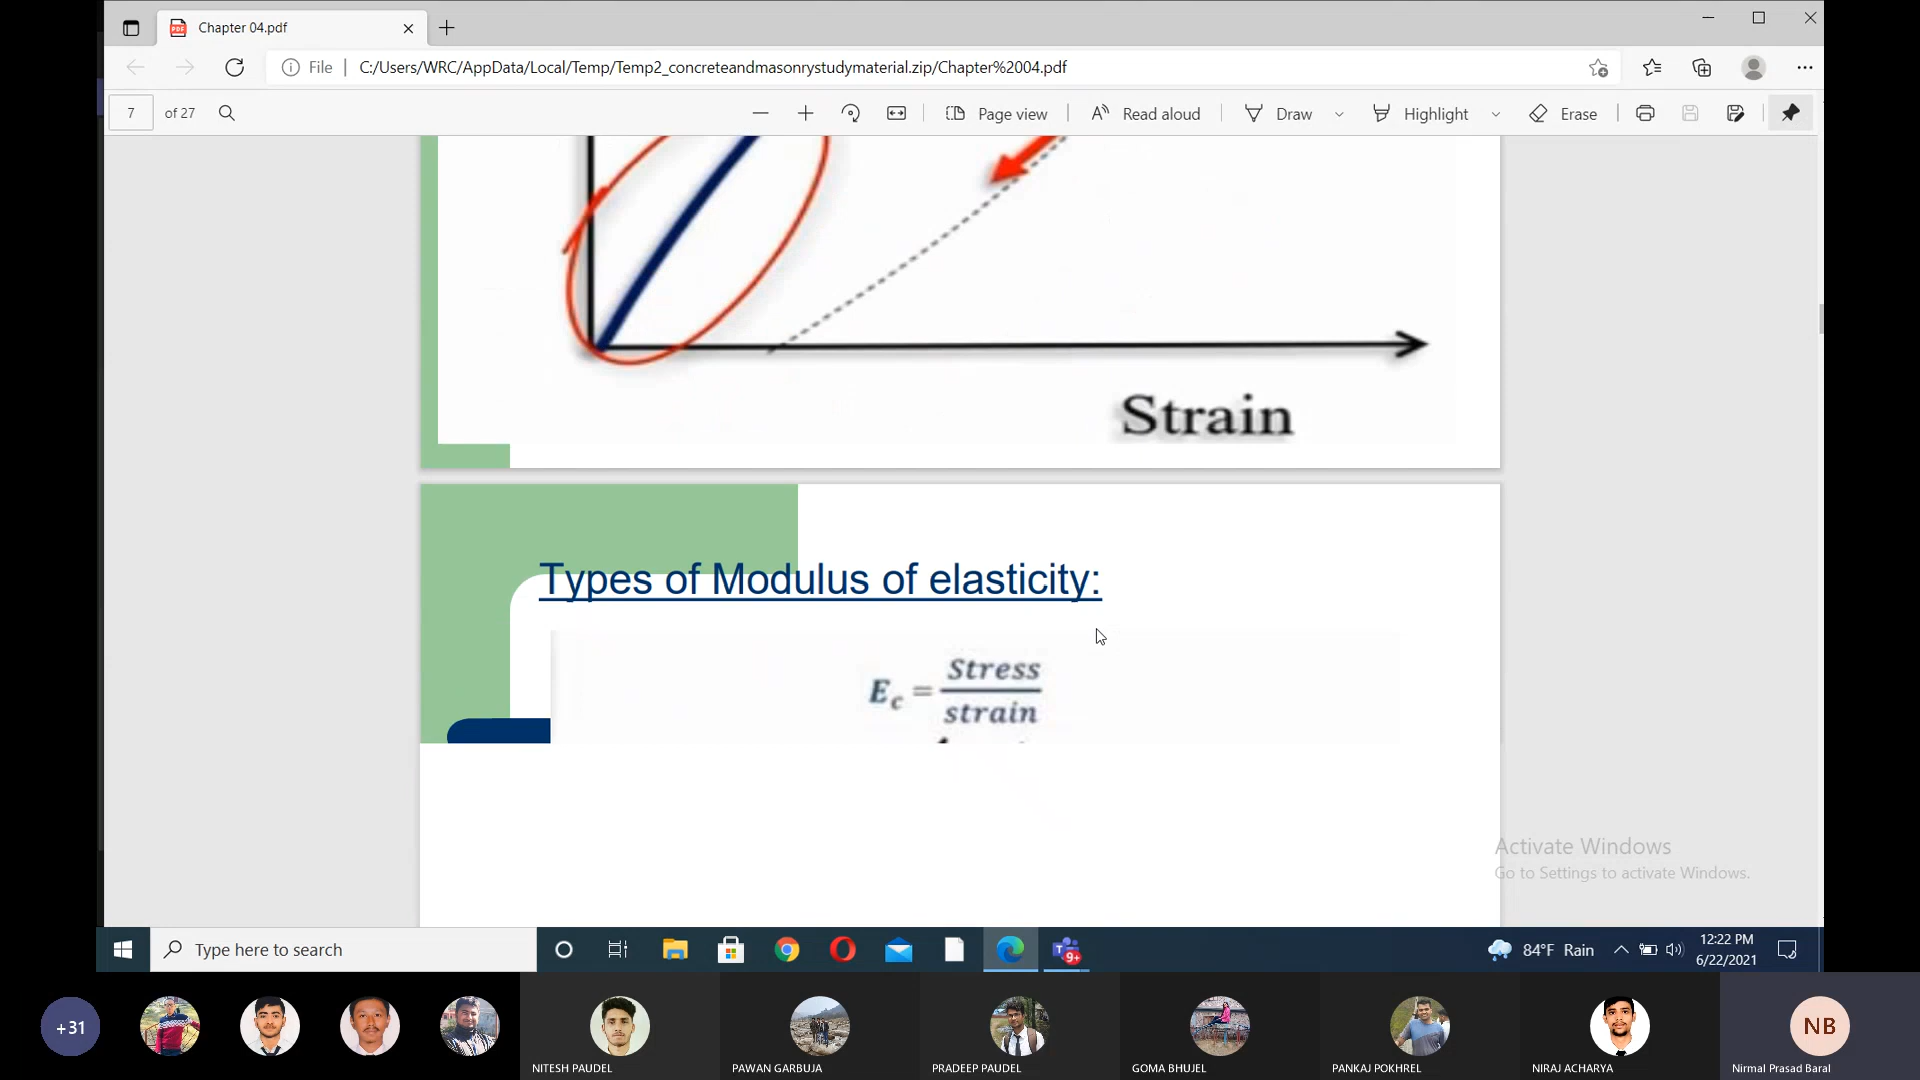 Chapter 04.pdf
File
C:/Users/WRC/AppData/Local/Temp/Temp2_concreteandmasonrystudymaterial.zip/Chapter%2004.pdf
7 of 27
Page view
Read aloud
Draw
Highlight
Erase
Strain
Types of Modulus of elasticity:
E_c = Stress / strain
Activate Windows
Go to Settings to activate Windows.
Type here to search
9+
84°F Rain
12:22 PM
6/22/2021
+31
NITESH PAUDEL
PAWAN GARBUJA
PRADEEP PAUDEL
GOMA BHUJEL
PANKAJ POKHREL
NIRAJ ACHARYA
NB
Nirmal Prasad Baral